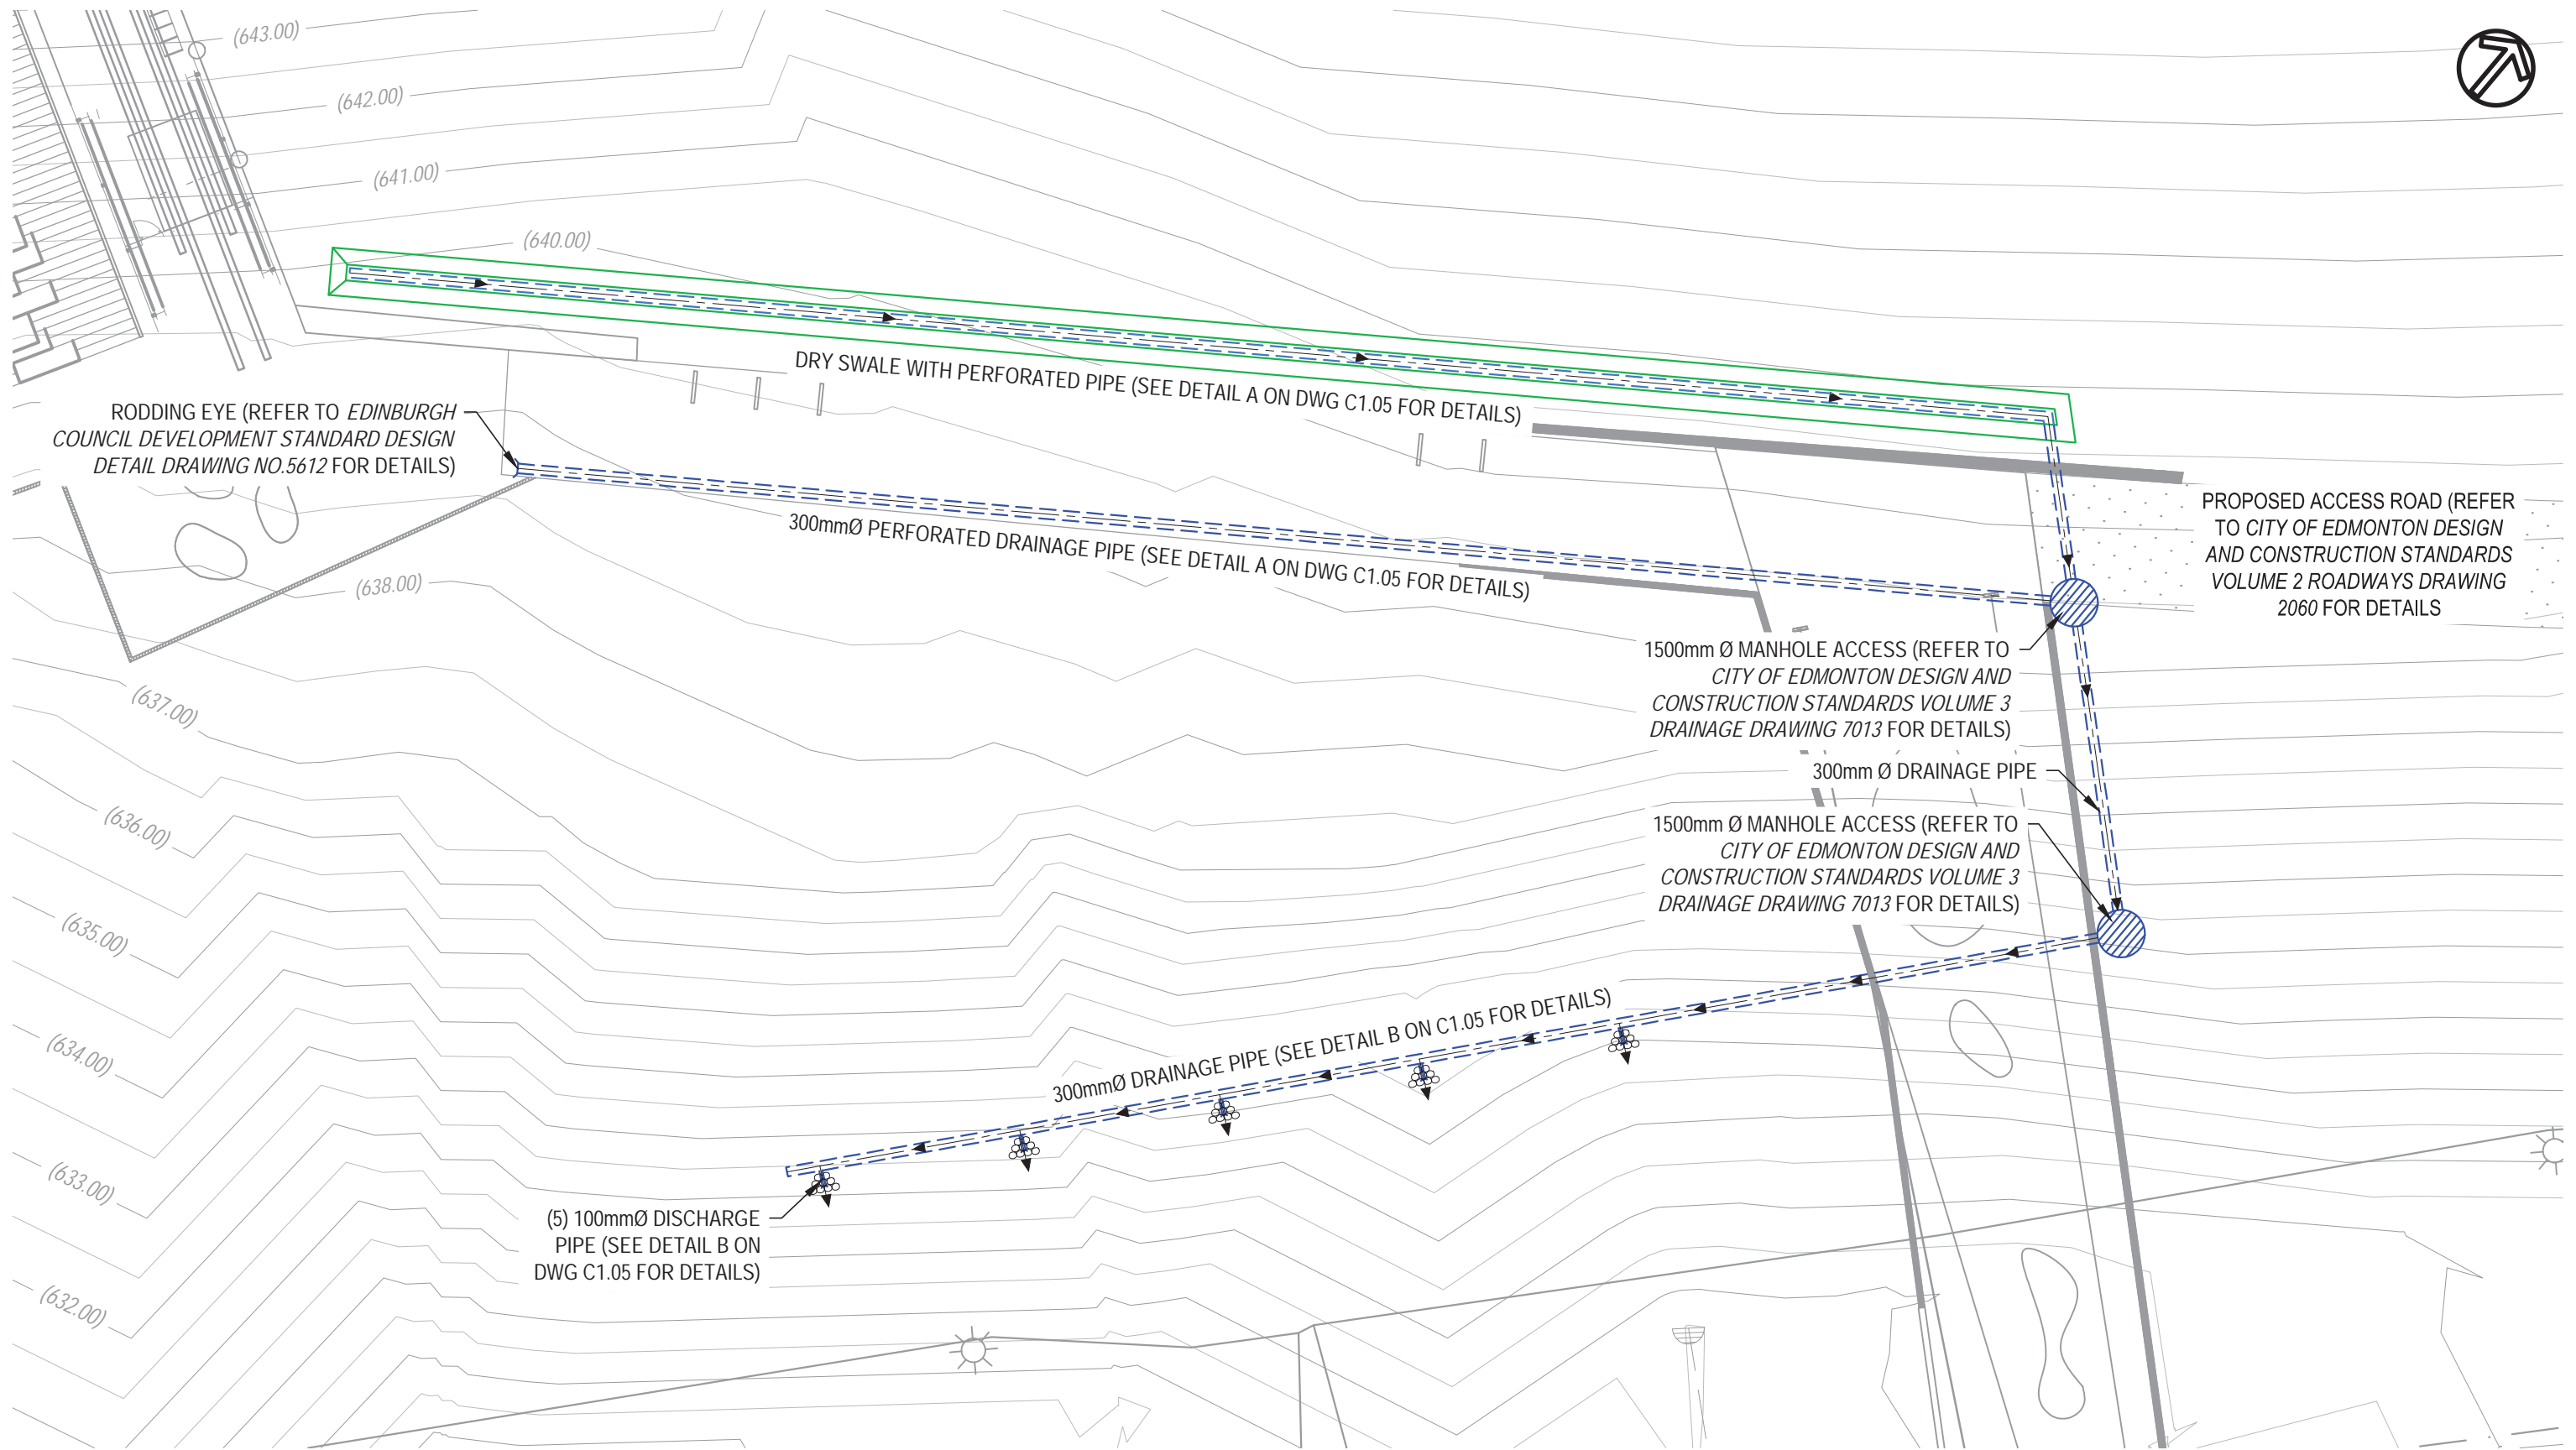 (643.00)
(642.00)
(641.00)
(640.00)
DRY SWALE WITH PERFORATED PIPE (SEE DETAIL A ON DWG C1.05 FOR DETAILS)
RODDING EYE (REFER TO EDINBURGH
COUNCIL DEVELOPMENT STANDARD DESIGN
DETAIL DRAWING NO.5612 FOR DETAILS)
300mmØ PERFORATED DRAINAGE PIPE (SEE DETAIL A ON DWG C1.05 FOR DETAILS)
PROPOSED ACCESS ROAD (REFER
TO CITY OF EDMONTON DESIGN
AND CONSTRUCTION STANDARDS
VOLUME 2 ROADWAYS DRAWING
2060 FOR DETAILS
(638.00)
1500mm Ø MANHOLE ACCESS (REFER TO
CITY OF EDMONTON DESIGN AND
CONSTRUCTION STANDARDS VOLUME 3
DRAINAGE DRAWING 7013 FOR DETAILS)
(637.00)
300mm Ø DRAINAGE PIPE
(636.00)
1500mm Ø MANHOLE ACCESS (REFER TO
CITY OF EDMONTON DESIGN AND
CONSTRUCTION STANDARDS VOLUME 3
DRAINAGE DRAWING 7013 FOR DETAILS)
(635.00)
300mmØ DRAINAGE PIPE (SEE DETAIL B ON C1.05 FOR DETAILS)
(634.00)
(633.00)
(5) 100mmØ DISCHARGE
PIPE (SEE DETAIL B ON
DWG C1.05 FOR DETAILS)
(632.00)